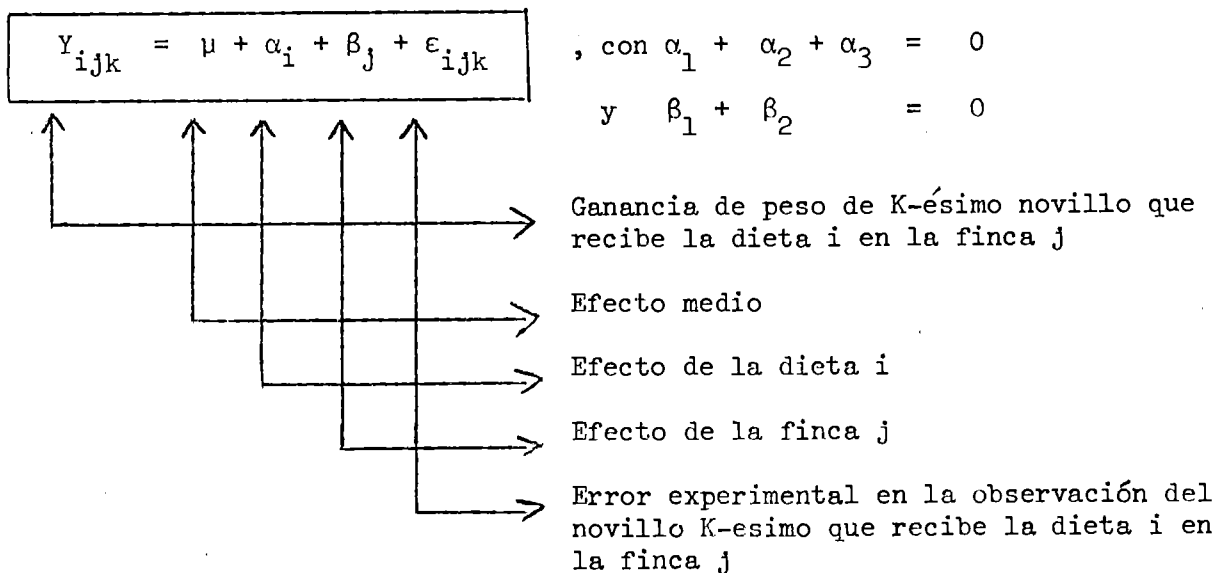 Y_ijk = μ + α_i + β_j + ε_ijk , con α_1 + α_2 + α_3 = 0
y β_1 + β_2 = 0
Ganancia de peso de K-ésimo novillo que
recibe la dieta i en la finca j
Efecto medio
Efecto de la dieta i
Efecto de la finca j
Error experimental en la observación del
novillo K-esimo que recibe la dieta i en
la finca j